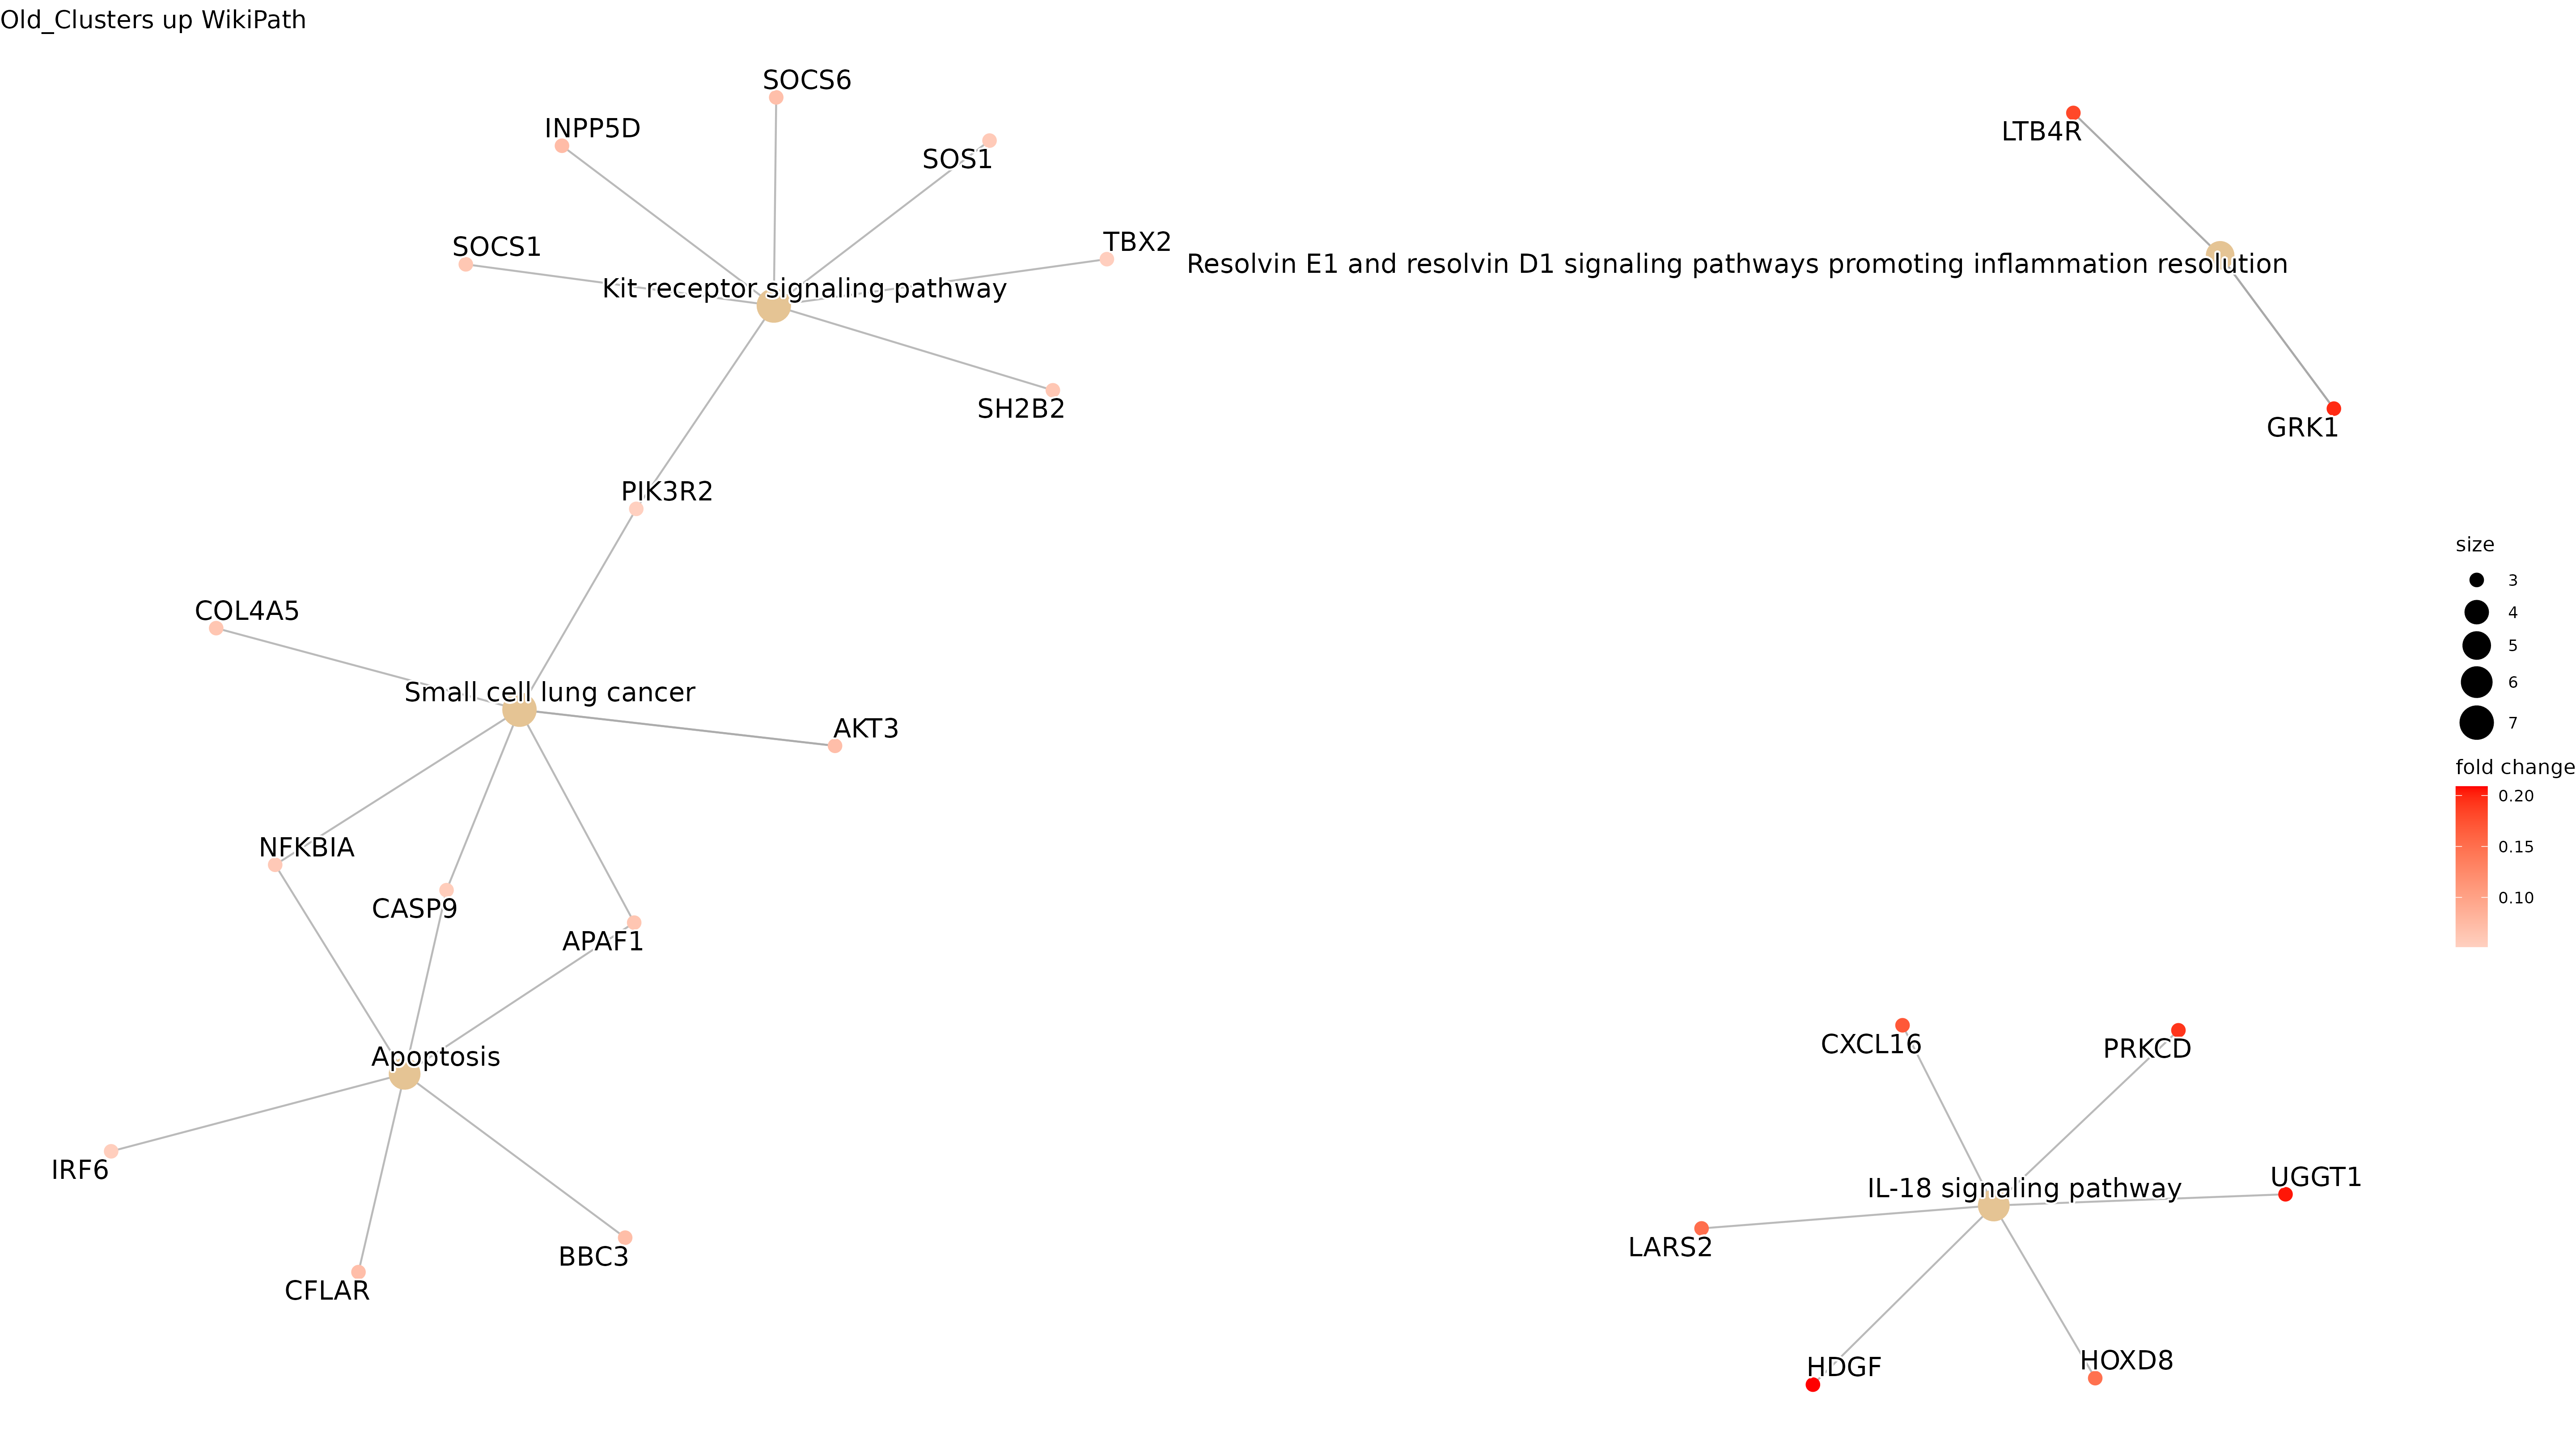 Old_Clusters up WikiPath
SOCS6
INPP5D
LTB4R
SOS1
SOCS1
TBX2
Resolvin E1 and resolvin D1 signaling pathways promoting inflammation resolution
Kit receptor signaling pathway
SH2B2
GRK1
PIK3R2
size
3
4
5
6
7
COL4A5
Small cell lung cancer
AKT3
fold change
0.20
0.15
0.10
NFKBIA
CASP9
APAF1
CXCL16
PRKCD
Apoptosis
IRF6
UGGT1
IL-18 signaling pathway
LARS2
BBC3
CFLAR
HDGF
HOXD8